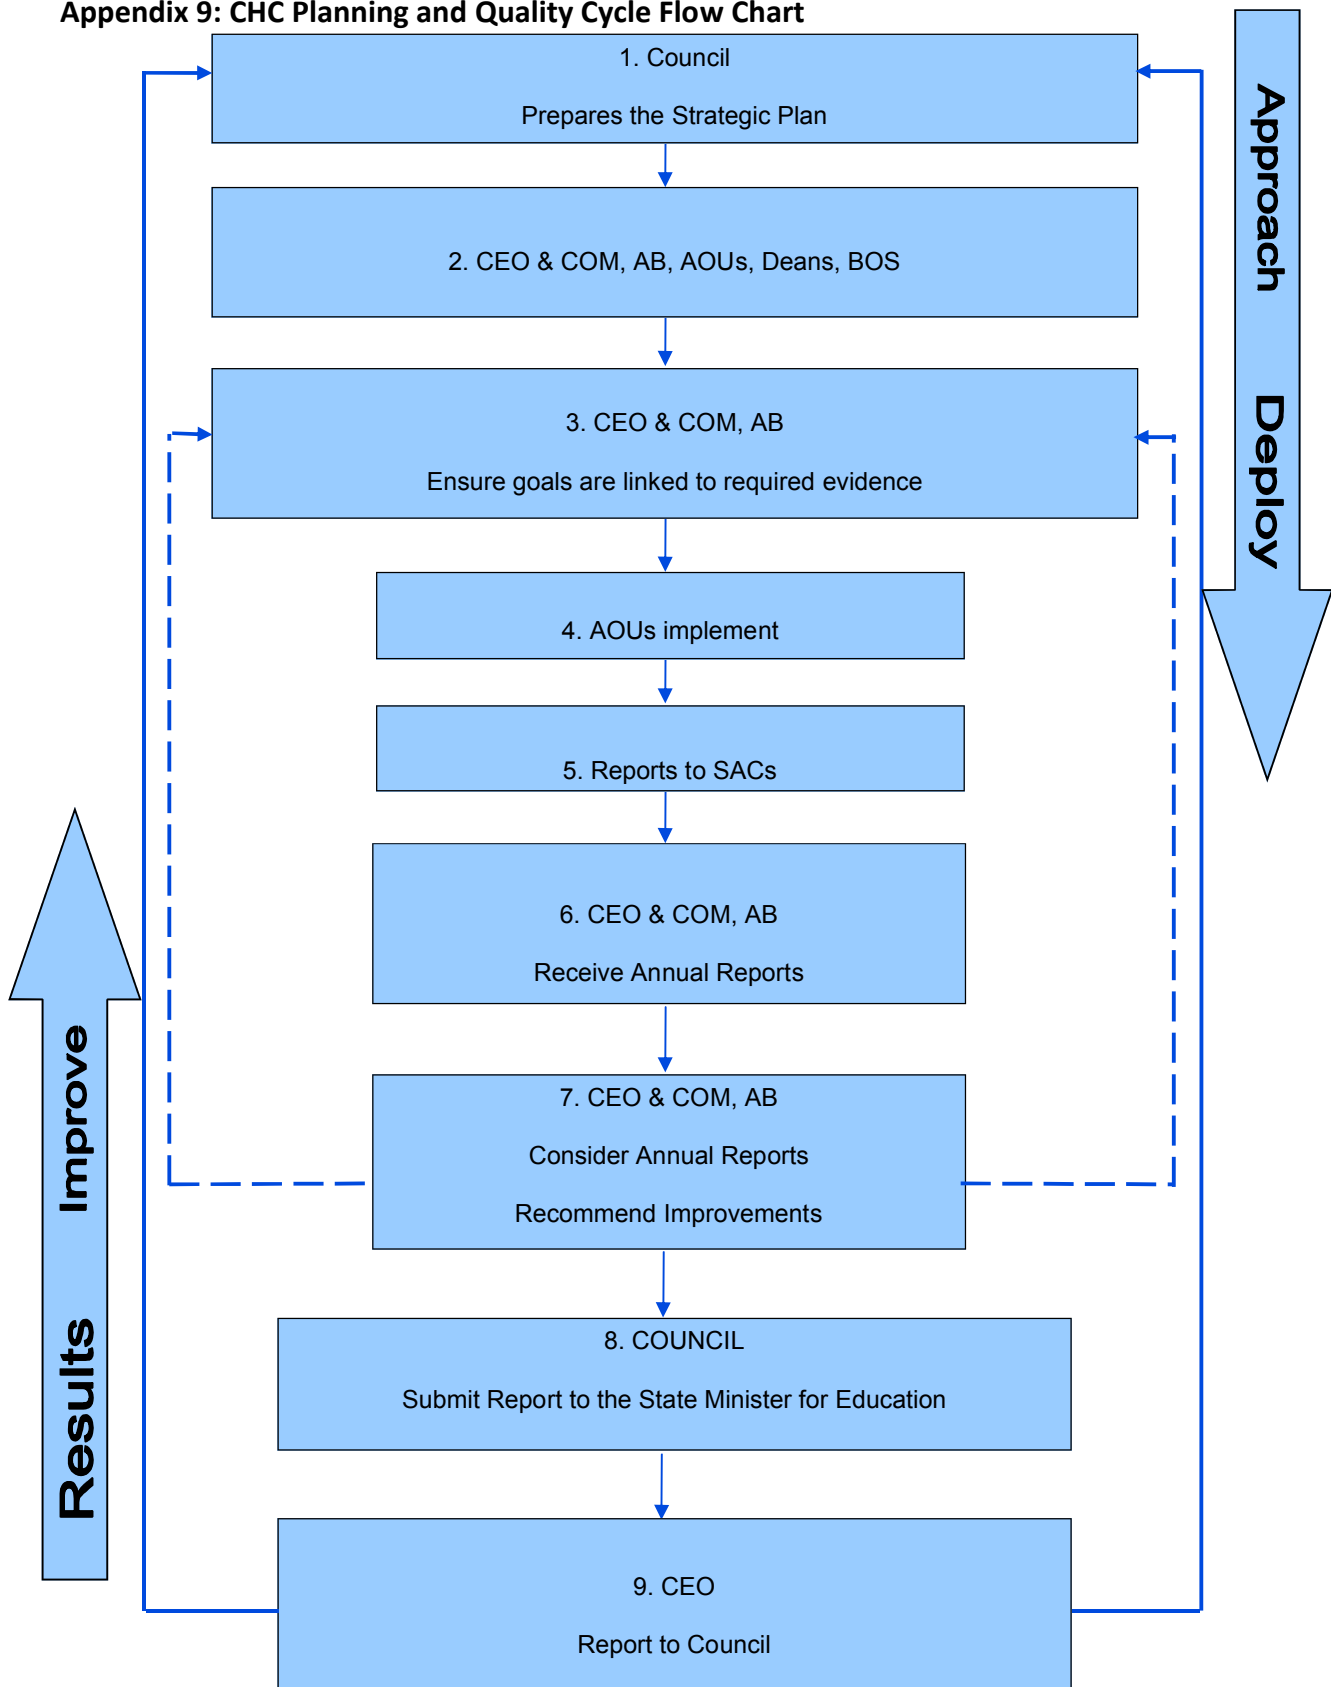 Appendix 9: CHC Planning and Quality Cycle Flow Chart
1. Council
Prepares the Strategic Plan
2. CEO & COM, AB, AOUs, Deans, BOS
3. CEO & COM, AB
Ensure goals are linked to required evidence
4. AOUs implement
5. Reports to SACs
6. CEO & COM, AB
Receive Annual Reports
7. CEO & COM, AB
Consider Annual Reports
Recommend Improvements
8. COUNCIL
Submit Report to the State Minister for Education
9. CEO
Report to Council
Approach Deploy
Results Improve